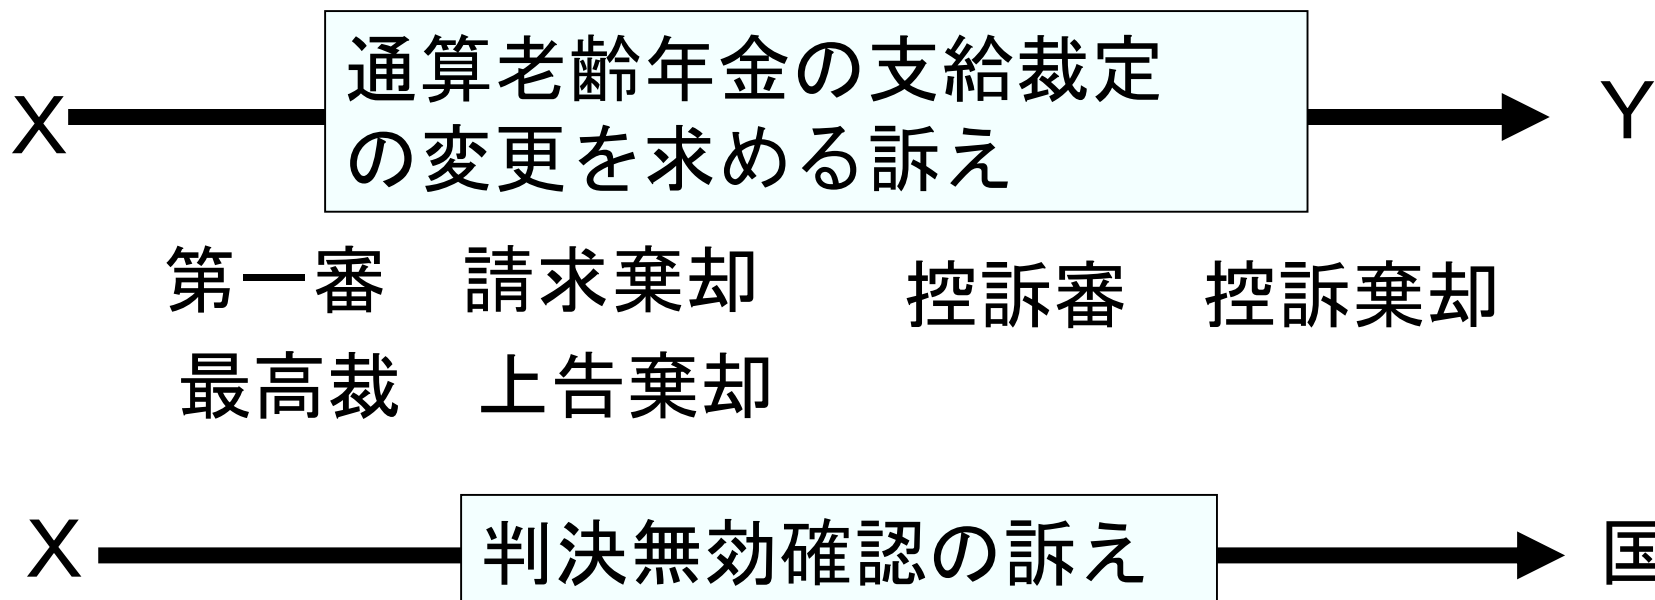 X
通算老齢年金の支給裁定
の変更を求める訴え
Y
第一審　請求棄却
控訴審　控訴棄却
最高裁　上告棄却
X
判決無効確認の訴え
国